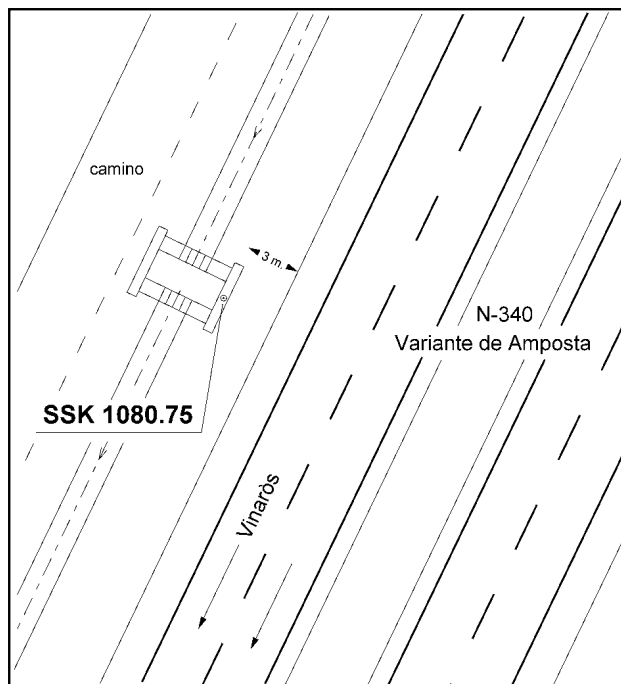 camino
3 m.
N-340
Variante de Amposta
SSK 1080.75
Vinaròs